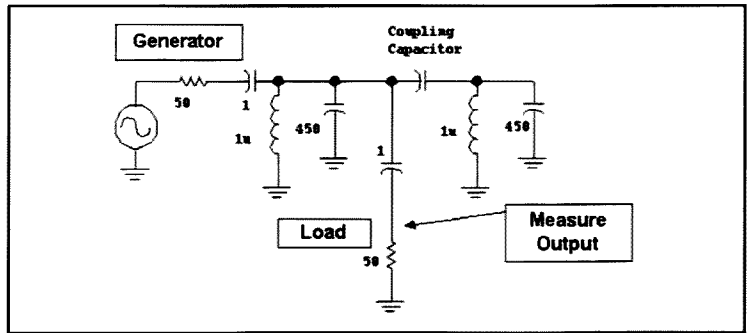 Generator
Coupling
Capacitor
50
1
1u
450
1
1u
450
Load
50
Measure
Output